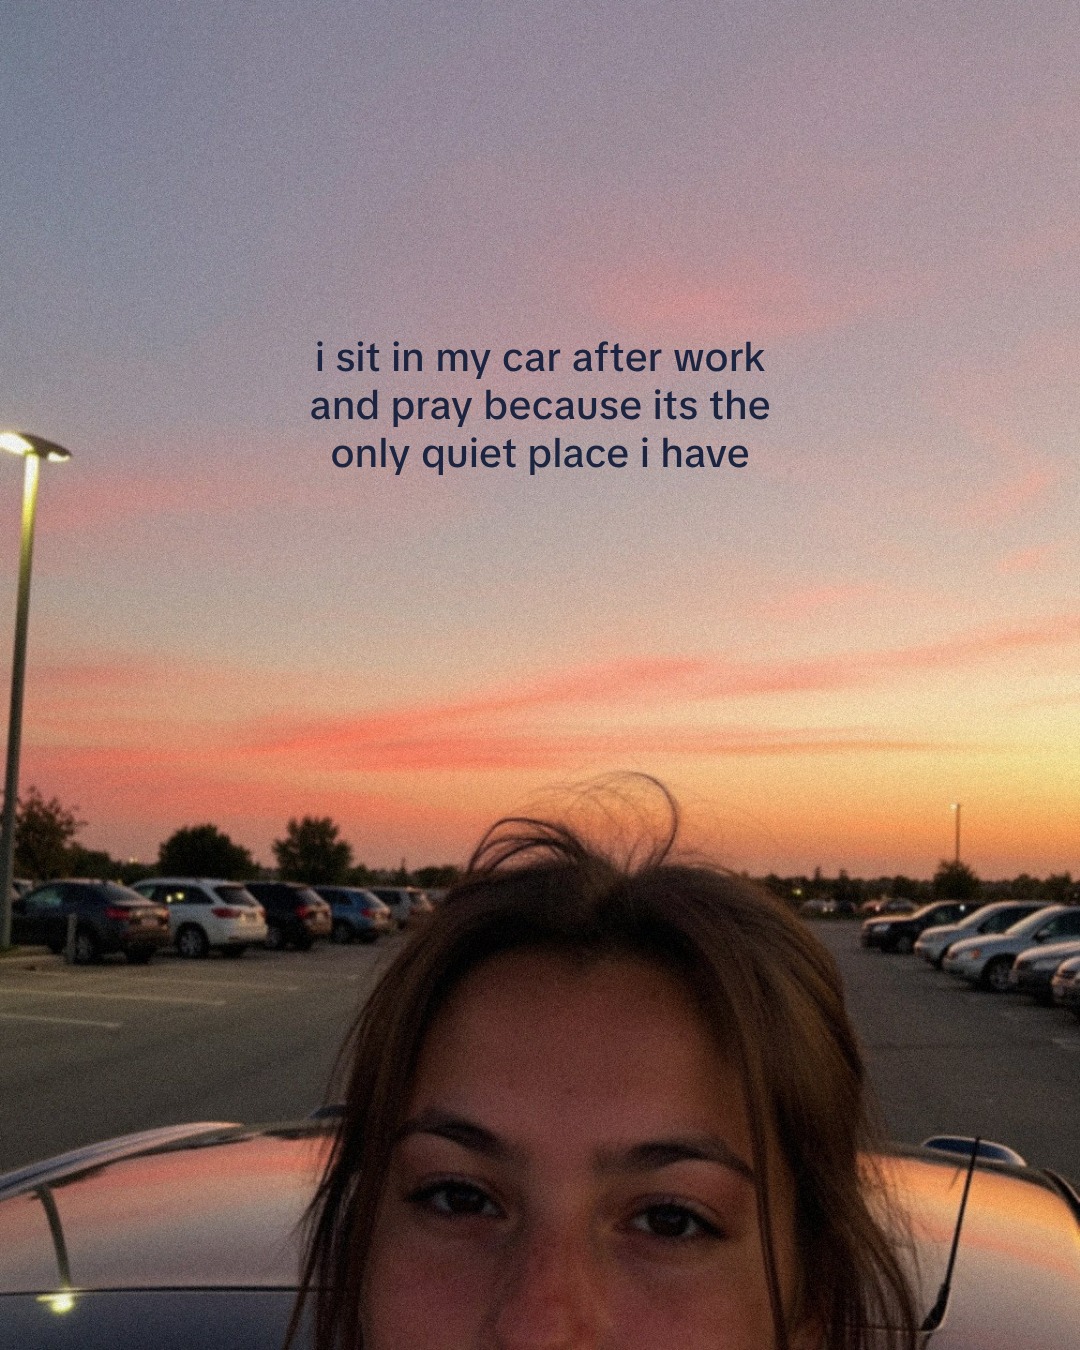 i sit in my car after work
and pray because its the
only quiet place i have